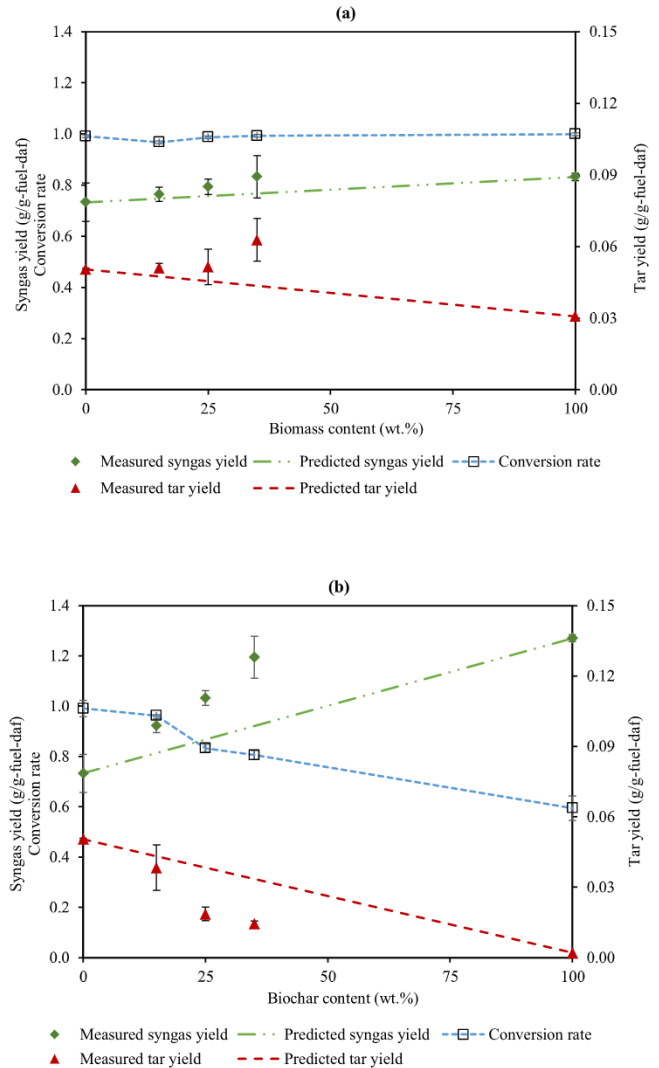 (a)
1.4
1.2
1.0
0.8
0.6
0.4
0.2
0.0
Syngas yield (g/g-fuel-daf)
Conversion rate
0.15
0.12
0.09
0.06
0.03
0.00
Tar yield (g/g-fuel-daf)
0 25 50 75 100
Biomass content (wt.%)
Measured syngas yield Predicted syngas yield Conversion rate
Measured tar yield Predicted tar yield
(b)
1.4
1.2
1.0
0.8
0.6
0.4
0.2
0.0
Syngas yield (g/g-fuel-daf)
Conversion rate
0.15
0.12
0.09
0.06
0.03
0.00
Tar yield (g/g-fuel-daf)
0 25 50 75 100
Biochar content (wt.%)
Measured syngas yield Predicted syngas yield Conversion rate
Measured tar yield Predicted tar yield